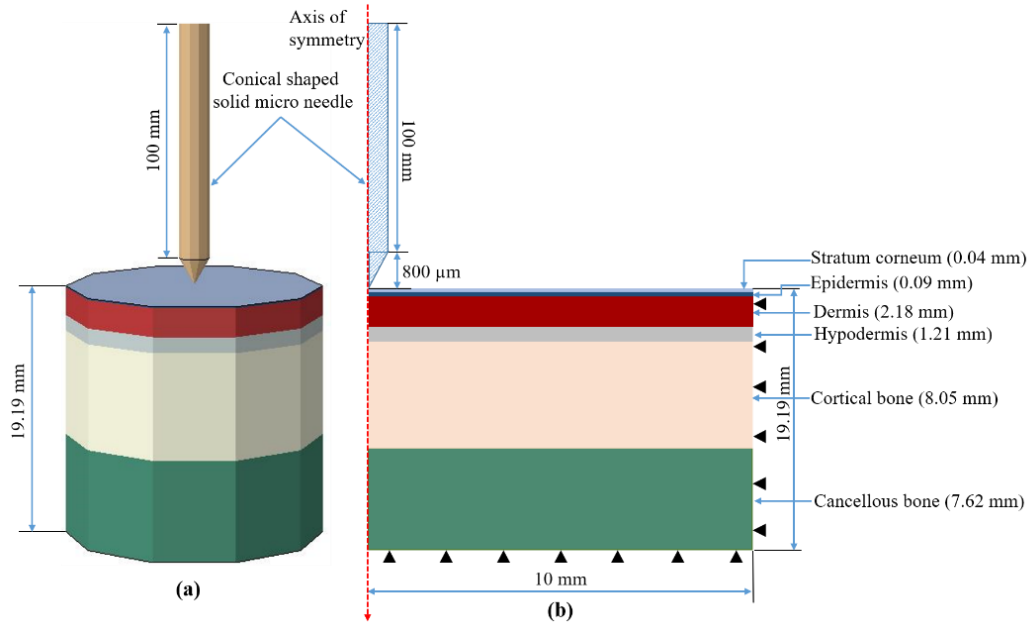 100 mm
Conical shaped
solid micro needle
19.19 mm
(a)
Axis of
symmetry
100 mm
800 µm
Stratum corneum (0.04 mm)
Epidermis (0.09 mm)
Dermis (2.18 mm)
Hypodermis (1.21 mm)
Cortical bone (8.05 mm)
19.19 mm
Cancellous bone (7.62 mm)
10 mm
(b)